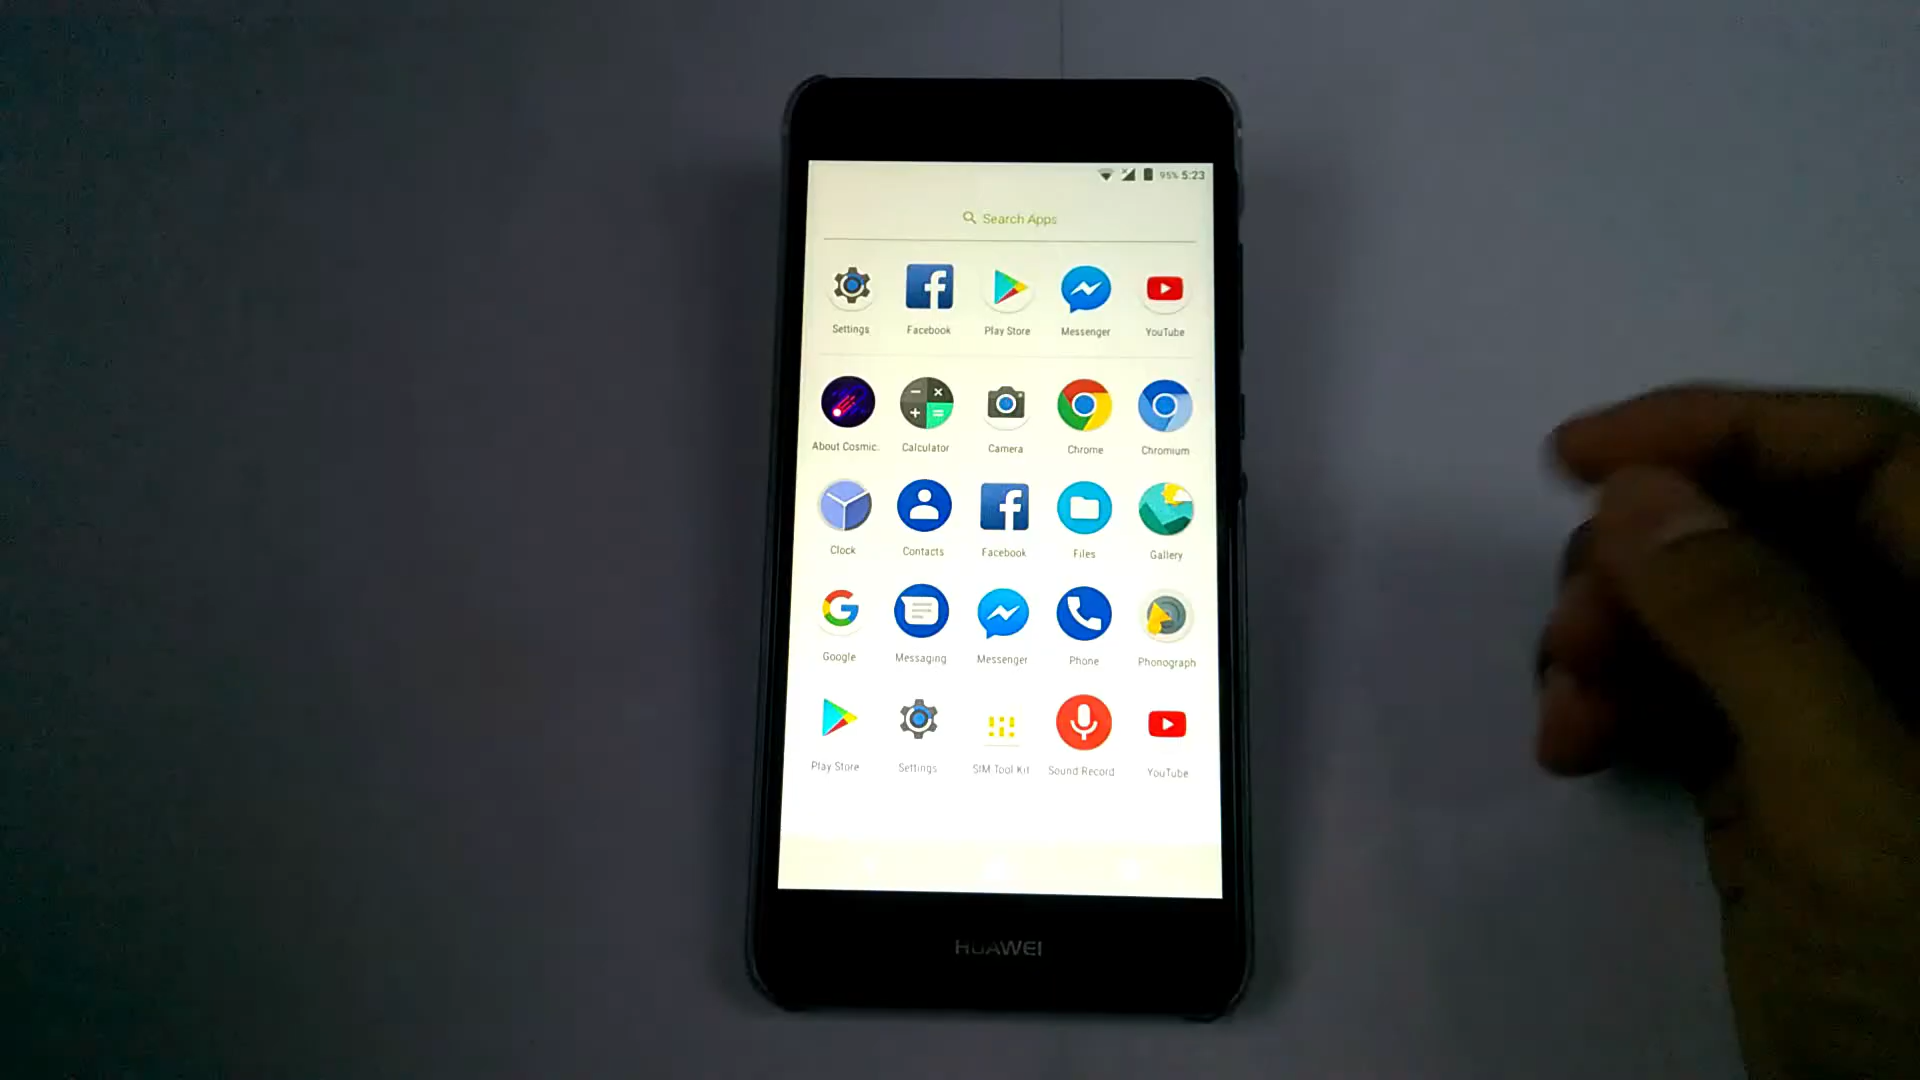 95% 5:23
Search Apps
Settings Facebook Play Store Messenger YouTube
About Cosmic. Calculator Camera Chrome Chromium
Clock Contacts Facebook Files Gallery
Google Messaging Messenger Phone Phonograph
Play Store Settings SIM Tool Kit Sound Record YouTube
HUAWEI